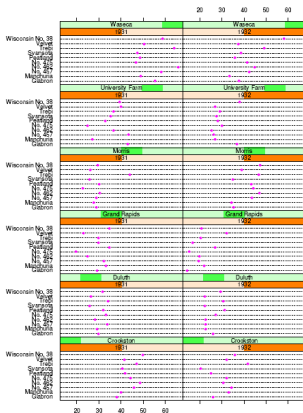 20 40 60
Waseca Waseca
1931 1932
Wisconsin No. 38
Velvet
Trebi
Svansota
Peatland
No. 475
No. 462
No. 457
Manchuria
Glabron
University Farm University Farm
1931 1932
Wisconsin No. 38
Velvet
Trebi
Svansota
Peatland
No. 475
No. 462
No. 457
Manchuria
Glabron
Morris Morris
1931 1932
Wisconsin No. 38
Velvet
Trebi
Svansota
Peatland
No. 475
No. 462
No. 457
Manchuria
Glabron
Grand Rapids Grand Rapids
1931 1932
Wisconsin No. 38
Velvet
Trebi
Svansota
Peatland
No. 475
No. 462
No. 457
Manchuria
Glabron
Duluth Duluth
1931 1932
Wisconsin No. 38
Velvet
Trebi
Svansota
Peatland
No. 475
No. 462
No. 457
Manchuria
Glabron
Crookston Crookston
1931 1932
Wisconsin No. 38
Velvet
Trebi
Svansota
Peatland
No. 475
No. 462
No. 457
Manchuria
Glabron
20 40 60